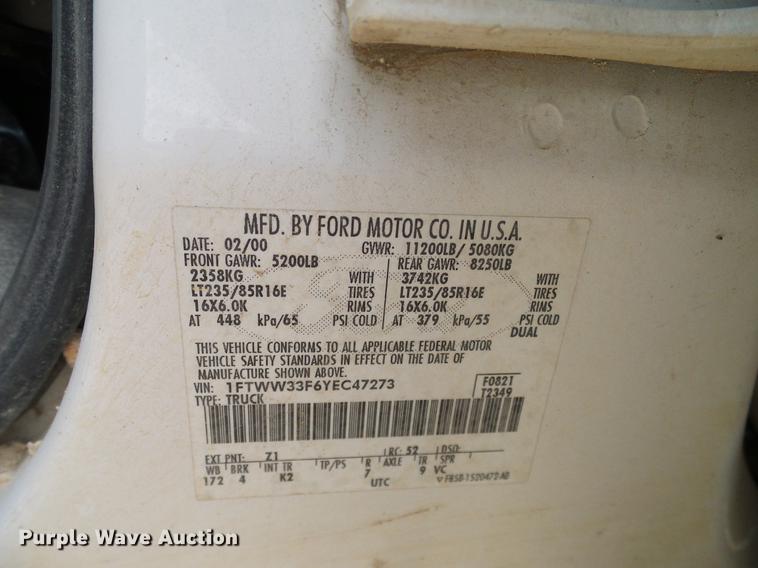 MFD. BY FORD MOTOR CO. IN U.S.A.
DATE: 02/00 GVWR: 11200LB/ 5080KG
FRONT GAWR: 5200LB REAR GAWR: 8250LB
2358KG WITH 3742KG WITH
LT235/85R16E TIRES LT235/85R16E TIRES
16X6.0K RIMS 16X6.0K RIMS
AT 448 kPa/65 PSI COLD AT 379 kPa/55 PSI COLD
DUAL
THIS VEHICLE CONFORMS TO ALL APPLICABLE FEDERAL MOTOR
VEHICLE SAFETY STANDARDS IN EFFECT ON THE DATE OF
MANUFACTURE SHOWN ABOVE.
VIN: 1FTWW33F6YEC47273 F0821
TYPE: TRUCK T2349
EXT PNT: Z1 RC: 52 DSO:
WB BRK INT TR TP/PS R AXLE TR SPR
172 4 K2 7 9 VC
UTC F85B-1520472-AB
Purple Wave Auction